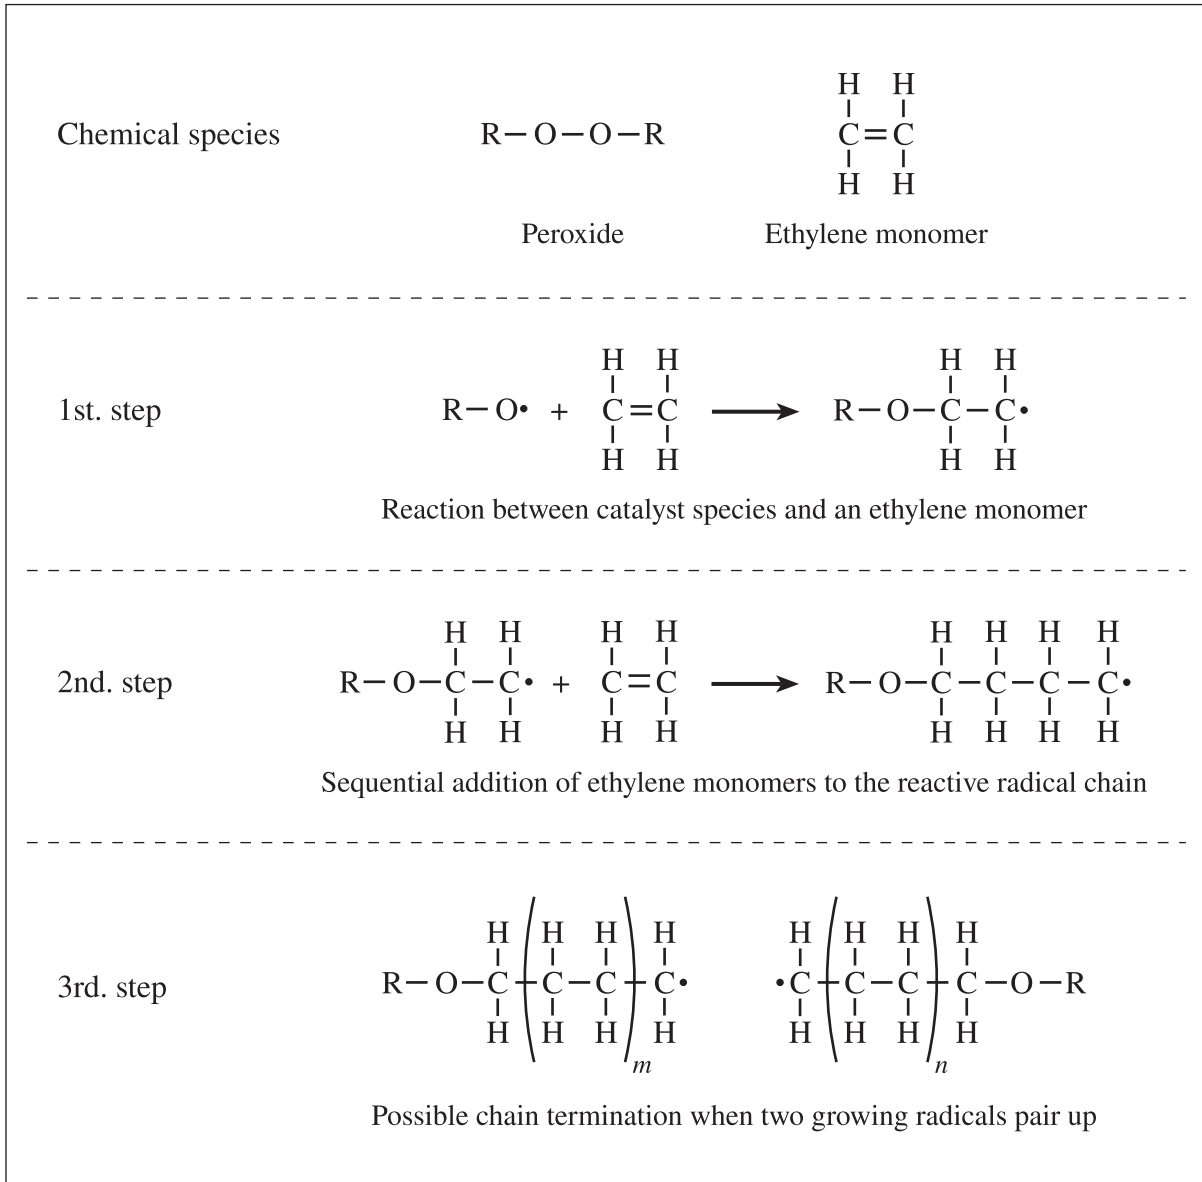 H H
Chemical species R–O–O–R C=C
H H
Peroxide Ethylene monomer
H H H H
1st. step R–O• + C=C ⟶ R–O–C–C•
H H H H
Reaction between catalyst species and an ethylene monomer
H H H H H H H H
2nd. step R–O–C–C• + C=C ⟶ R–O–C–C–C–C•
H H H H H H H H
Sequential addition of ethylene monomers to the reactive radical chain
H H H H H H H H
3rd. step R–O–C–(C–C)–C• •C–(C–C)–C–O–R
H H H H H H H H
m n
Possible chain termination when two growing radicals pair up